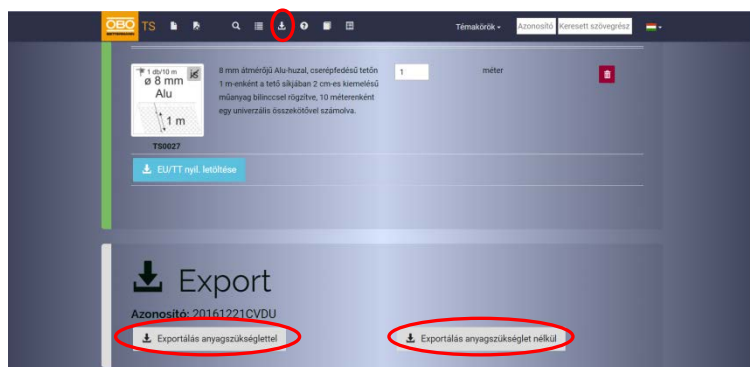 OBO TS Témakörök Azonosító Keresett szövegrész
BETTERMANN
1 db/10 m
ø 8 mm
Alu
1 m
TS0027
8 mm átmérőjű Alu-huzal, cserépfedésű tetőn
1 m-enként a tető síkjában 2 cm-es kiemelésű
műanyag bilinccsel rögzítve, 10 méterenként
egy univerzális összekötővel számolva.
1 méter
EU/TT nyil. letöltése
Export
Azonosító: 20161221CVDU
Exportálás anyagszükséglettel Exportálás anyagszükséglet nélkül